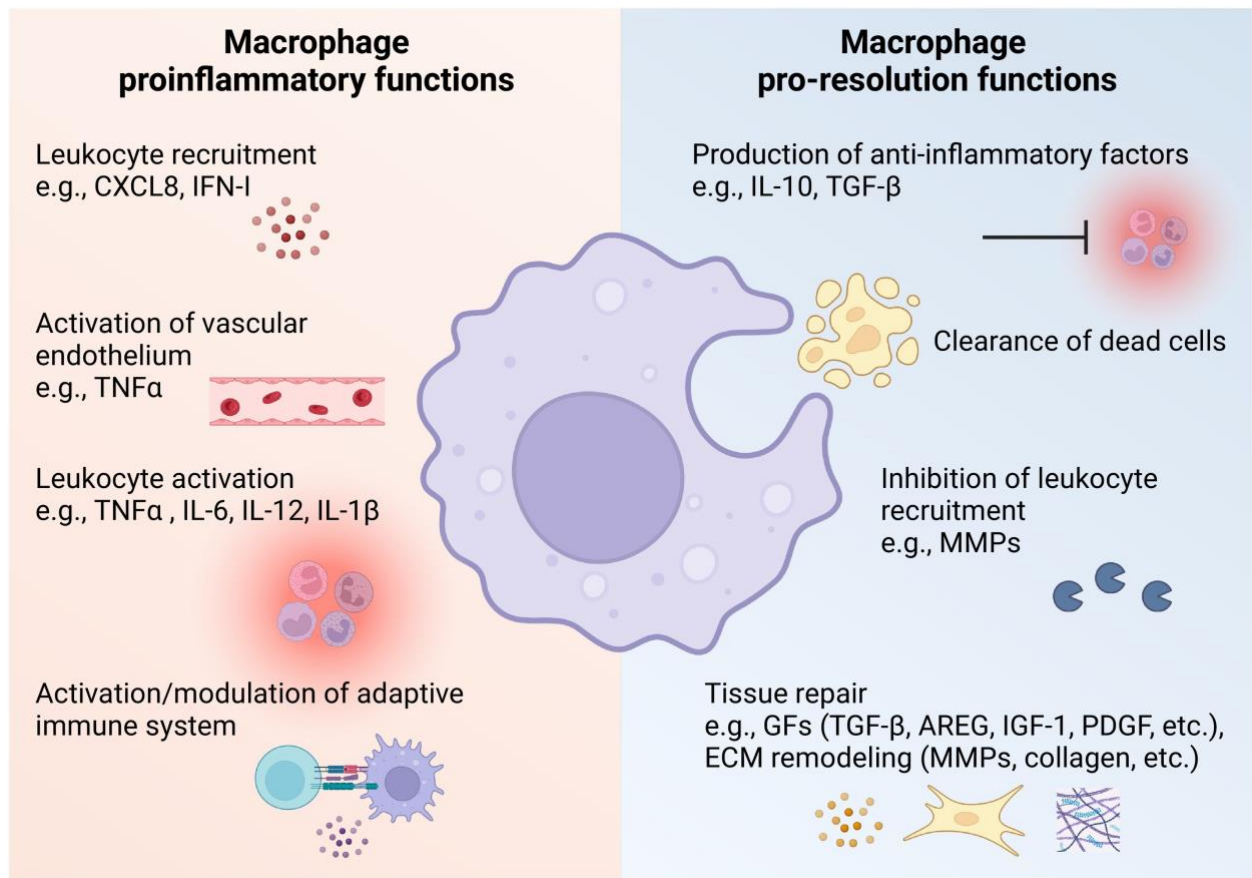 Macrophage
proinflammatory functions
Leukocyte recruitment
e.g., CXCL8, IFN-I
Activation of vascular
endothelium
e.g., TNFα
Leukocyte activation
e.g., TNFα , IL-6, IL-12, IL-1β
Activation/modulation of adaptive
immune system
Macrophage
pro-resolution functions
Production of anti-inflammatory factors
e.g., IL-10, TGF-β
Clearance of dead cells
Inhibition of leukocyte
recruitment
e.g., MMPs
Tissue repair
e.g., GFs (TGF-β, AREG, IGF-1, PDGF, etc.),
ECM remodeling (MMPs, collagen, etc.)